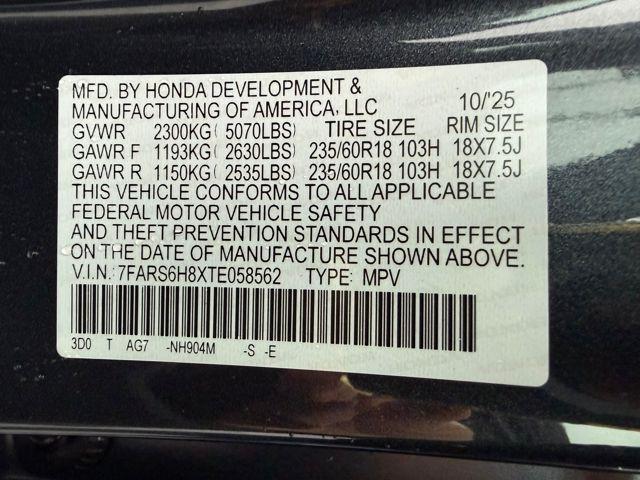 MFD. BY HONDA DEVELOPMENT &
MANUFACTURING OF AMERICA, LLC 10/'25
GVWR 2300KG( 5070LBS) TIRE SIZE RIM SIZE
GAWR F 1193KG( 2630LBS) 235/60R18 103H 18X7.5J
GAWR R 1150KG( 2535LBS) 235/60R18 103H 18X7.5J
THIS VEHICLE CONFORMS TO ALL APPLICABLE
FEDERAL MOTOR VEHICLE SAFETY
AND THEFT PREVENTION STANDARDS IN EFFECT
ON THE DATE OF MANUFACTURE SHOWN ABOVE.
V.I.N.:7FARS6H8XTE058562 TYPE: MPV
3D0 T AG7 -NH904M -S -E